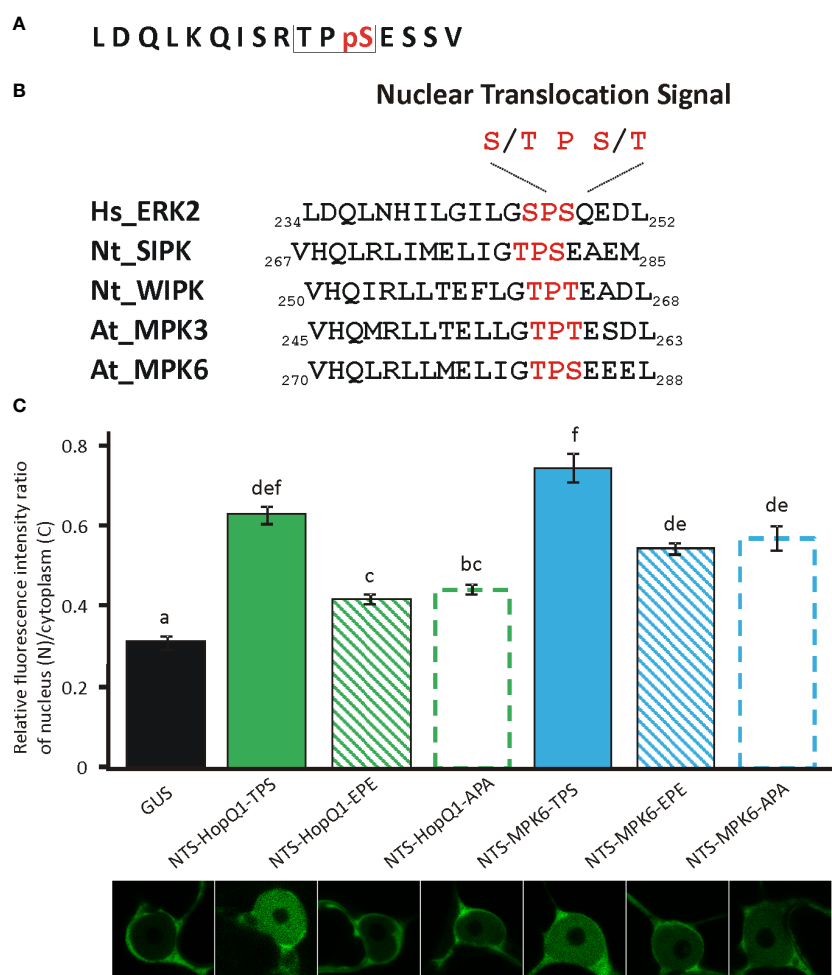 A
L D Q L K Q I S R T P pS E S S V
B
Nuclear Translocation Signal
S/T P S/T
Hs_ERK2 234LDQLNHILGILGSPSQEDL252
Nt_SIPK 267VHQLRLIMELIGTPSEAEM285
Nt_WIPK 250VHQIRLLTEFLGTPTEADL268
At_MPK3 245VHQMRLLTELLGTPTESDL263
At_MPK6 270VHQLRLLMELIGTPSEEEL288
C
Relative fluorescence intensity ratio
of nucleus (N)/cytoplasm (C)
0.8
0.6
0.4
0.2
0
a
def
c
bc
f
de
de
GUS
NTS-HopQ1-TPS
NTS-HopQ1-EPE
NTS-HopQ1-APA
NTS-MPK6-TPS
NTS-MPK6-EPE
NTS-MPK6-APA